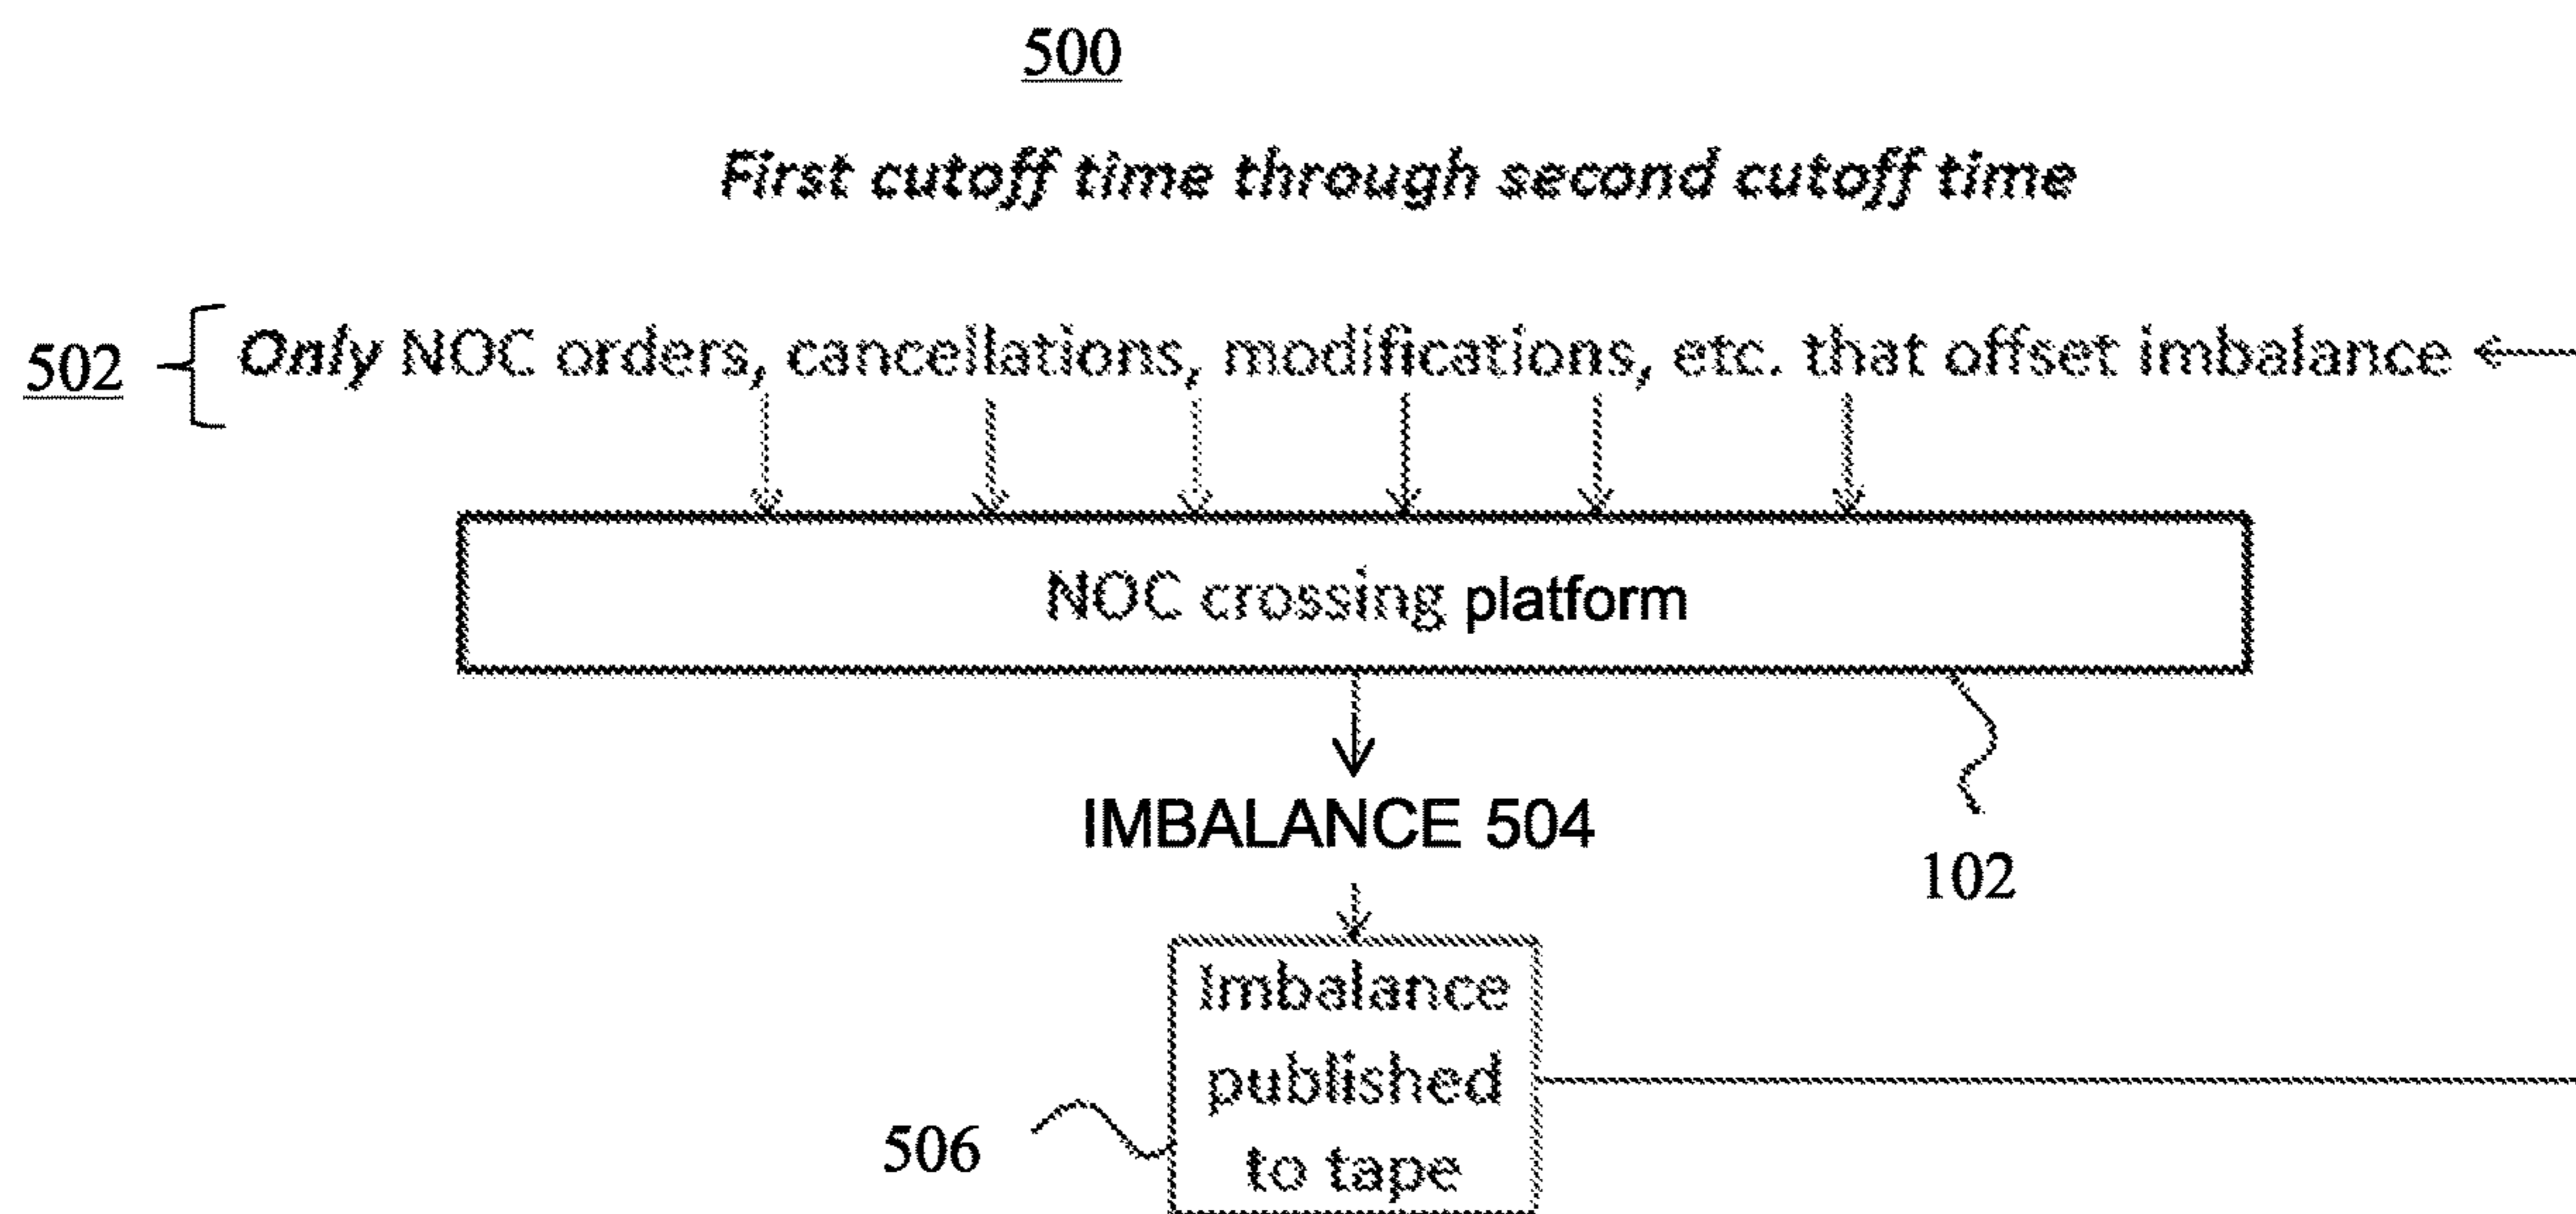 500
First cutoff time through second cutoff time
502
Only NOC orders, cancellations, modifications, etc. that offset imbalance
NOC crossing platform
IMBALANCE 504
102
Imbalance
published
to tape
506